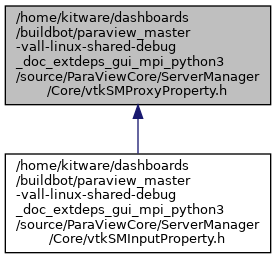 /home/kitware/dashboards
/buildbot/paraview_master
-vall-linux-shared-debug
_doc_extdeps_gui_mpi_python3
/source/ParaViewCore/ServerManager
/Core/vtkSMProxyProperty.h
/home/kitware/dashboards
/buildbot/paraview_master
-vall-linux-shared-debug
_doc_extdeps_gui_mpi_python3
/source/ParaViewCore/ServerManager
/Core/vtkSMInputProperty.h